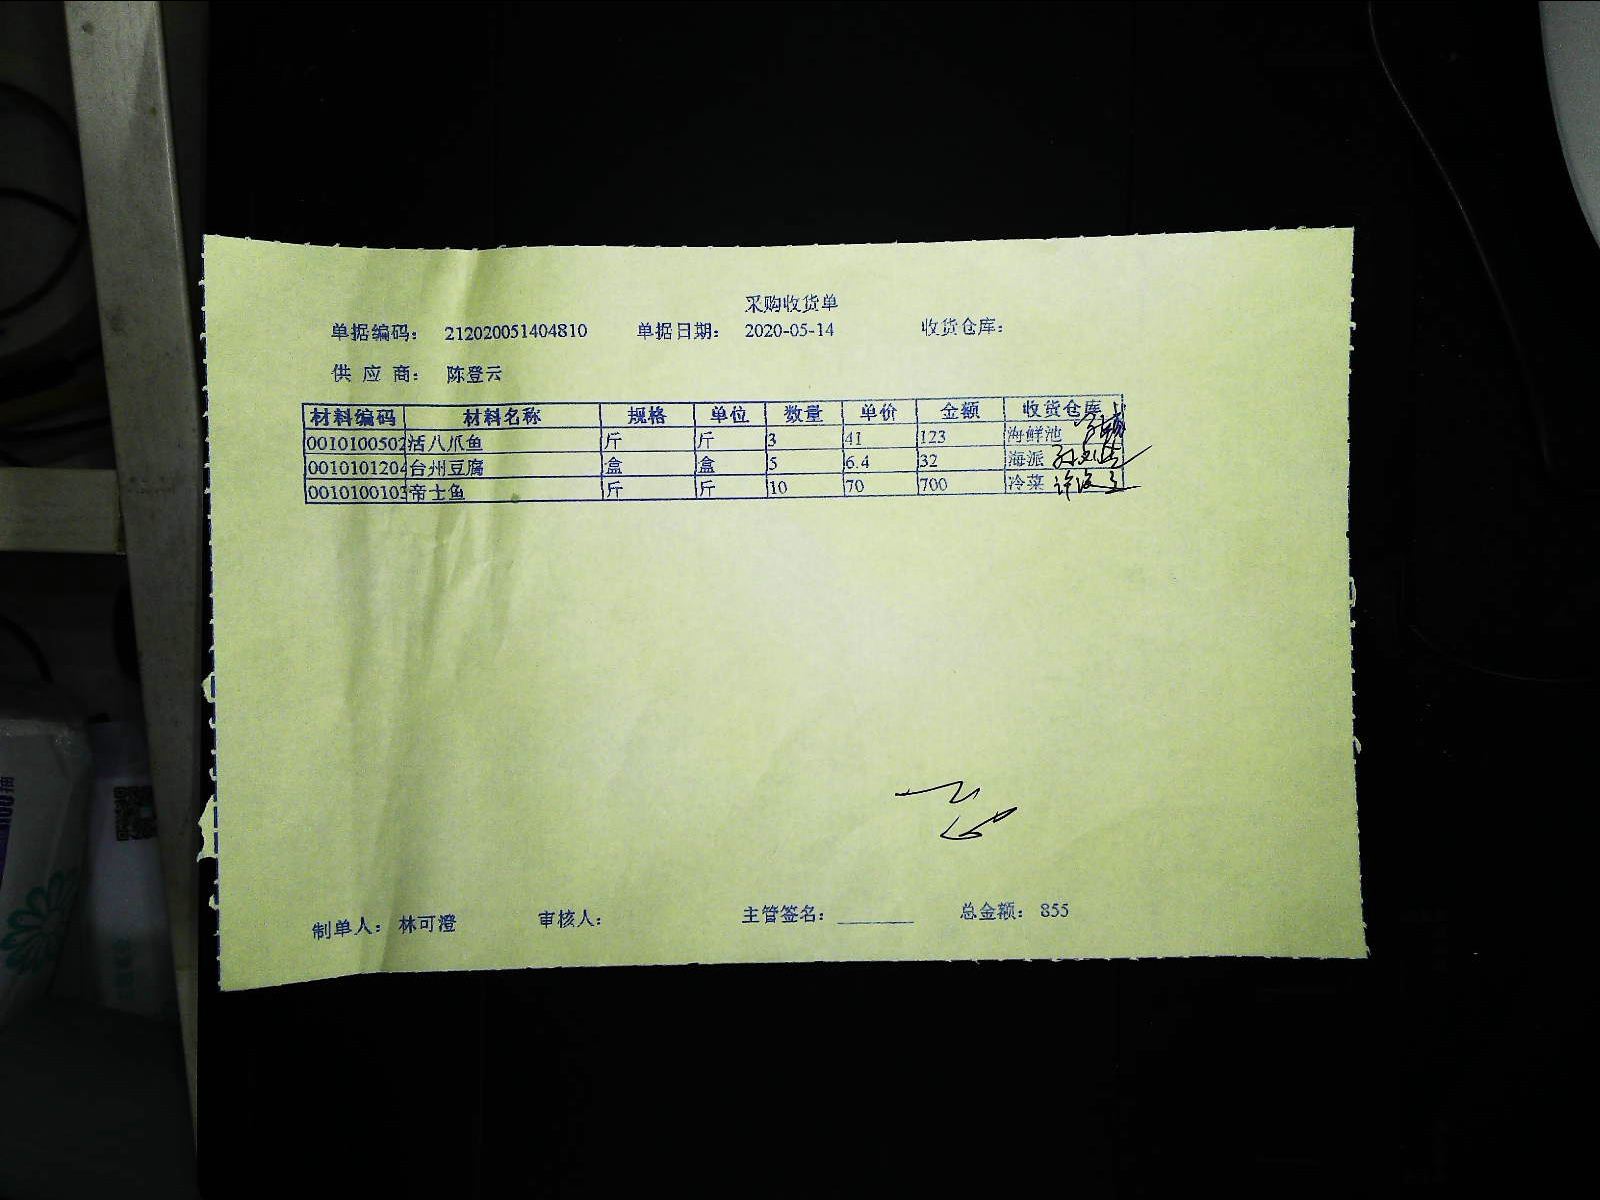 采购收货单
单据编码： 212020051404810 单据日期： 2020-05-14 收货仓库：
供 应 商： 陈登云
材料编码 材料名称 规格 单位 数量 单价 金额 收货仓库
0010100502 活八爪鱼 斤 斤 3 41 123 海鲜池
0010101204 台州豆腐 盒 盒 5 6.4 32 海派
0010100103 帝士鱼 斤 斤 10 70 700 冷菜
制单人： 林可澄 审核人： 主管签名： ________ 总金额： 855